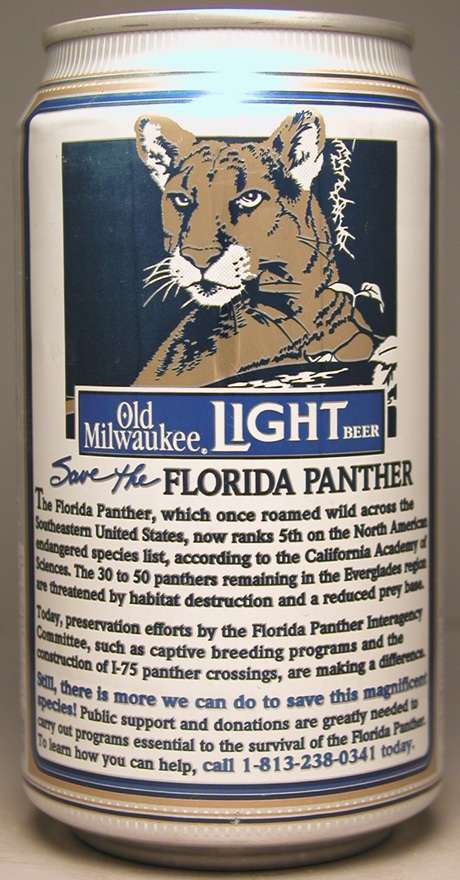 Old
Milwaukee® LIGHT BEER
Save the FLORIDA PANTHER
The Florida Panther, which once roamed wild across the
Southeastern United States, now ranks 5th on the North American
endangered species list, according to the California Academy of
Sciences. The 30 to 50 panthers remaining in the Everglades region
are threatened by habitat destruction and a reduced prey base.
Today, preservation efforts by the Florida Panther Interagency
Committee, such as captive breeding programs and the
construction of I-75 panther crossings, are making a difference.
Still, there is more we can do to save this magnificent
species! Public support and donations are greatly needed to
carry out programs essential to the survival of the Florida Panther.
To learn how you can help, call 1-813-238-0341 today.